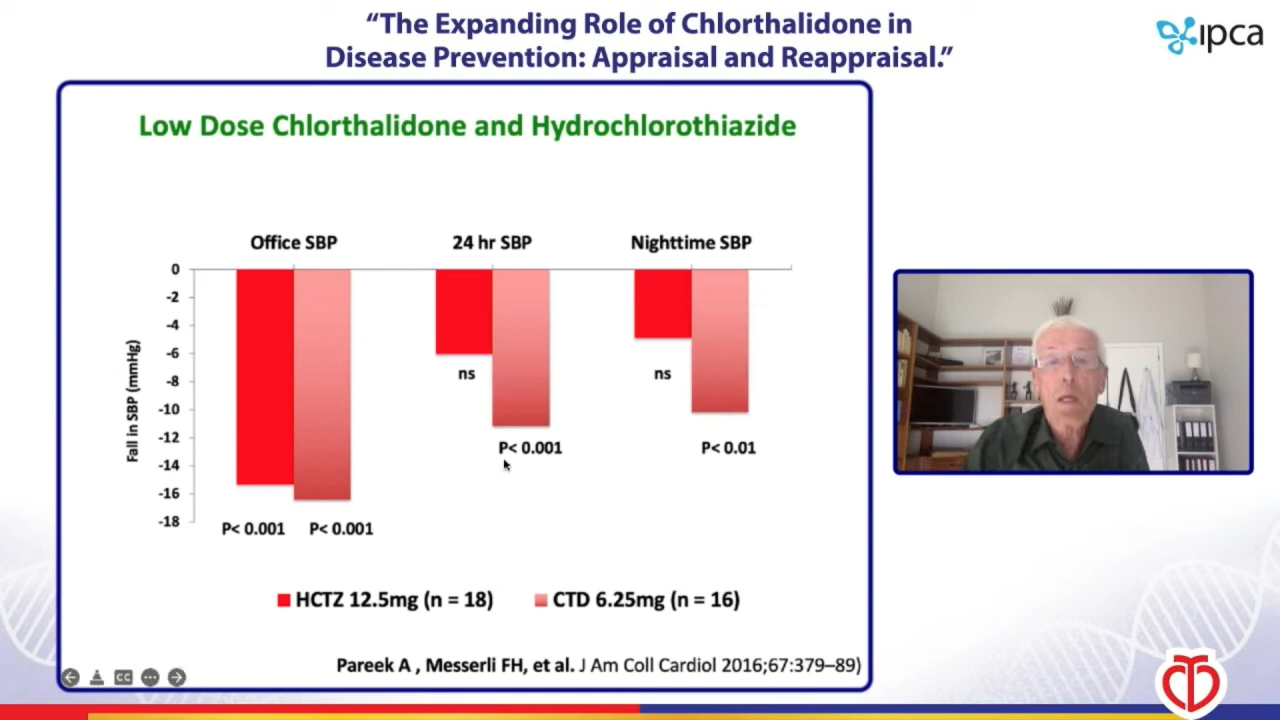 “The Expanding Role of Chlorthalidone in
Disease Prevention: Appraisal and Reappraisal.”
ipca
Low Dose Chlorthalidone and Hydrochlorothiazide
Office SBP
24 hr SBP
Nighttime SBP
Fall in SBP (mmHg)
0
-2
-4
-6
-8
-10
-12
-14
-16
-18
ns
ns
P< 0.001
P< 0.01
P< 0.001
P< 0.001
HCTZ 12.5mg (n = 18)
CTD 6.25mg (n = 16)
Pareek A , Messerli FH, et al. J Am Coll Cardiol 2016;67:379–89)
CC